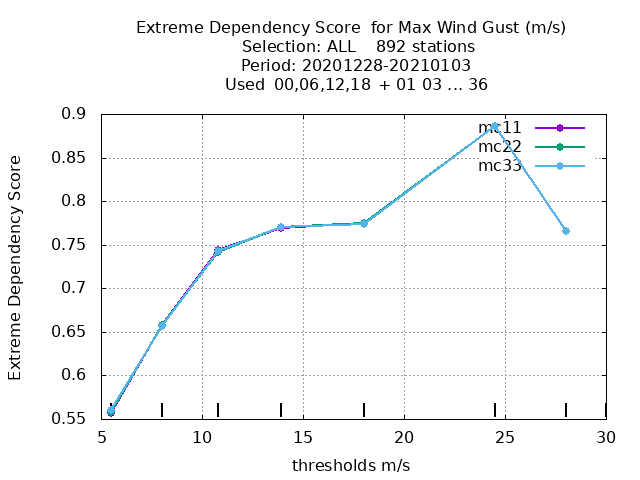 Extreme Dependency Score  for Max Wind Gust (m/s)
Selection: ALL    892 stations
Period: 20201228-20210103
Used  00,06,12,18  + 01 03 ... 36
0.9
0.85
0.8
0.75
0.7
0.65
0.6
0.55
Extreme Dependency Score
mc11
mc22
mc33
5 10 15 20 25 30
thresholds m/s